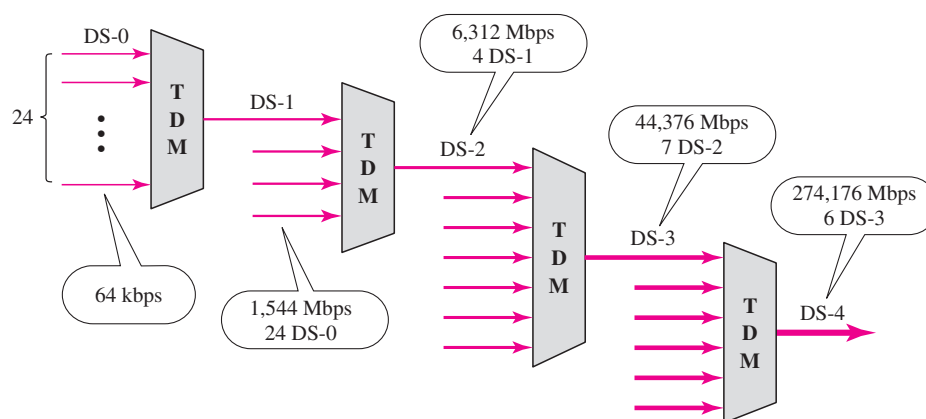 DS-0
24
T
D
M
64 kbps
DS-1
1,544 Mbps
24 DS-0
T
D
M
6,312 Mbps
4 DS-1
DS-2
T
D
M
44,376 Mbps
7 DS-2
DS-3
T
D
M
274,176 Mbps
6 DS-3
DS-4